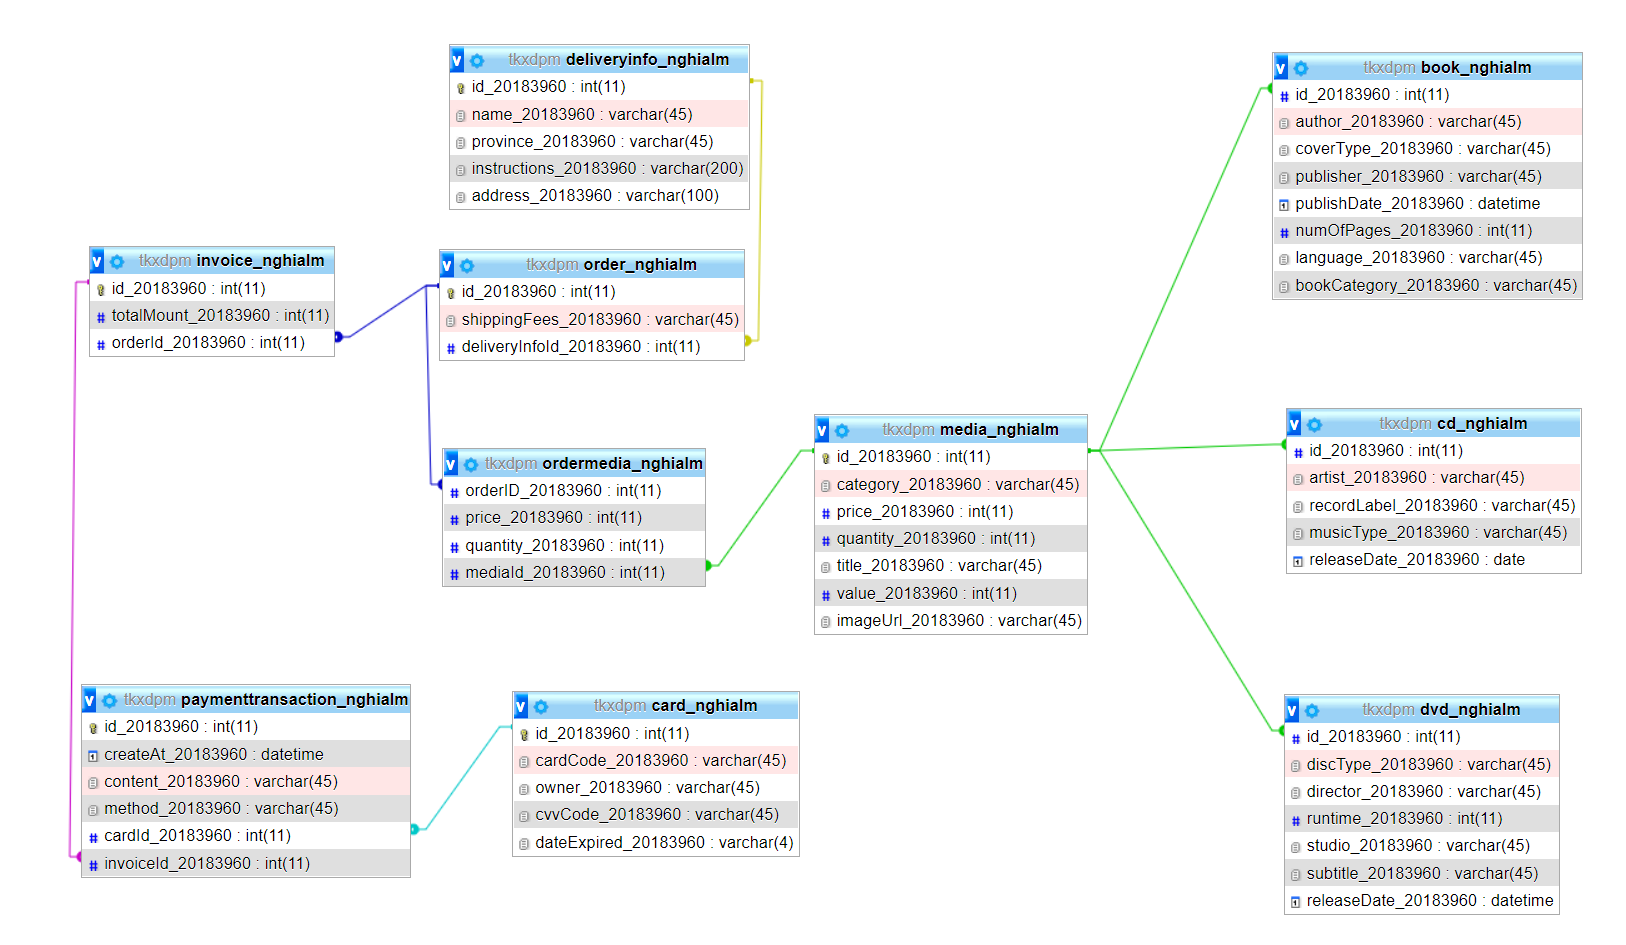 v tkxdpm deliveryinfo_nghialm
id_20183960 : int(11)
name_20183960 : varchar(45)
province_20183960 : varchar(45)
instructions_20183960 : varchar(200)
address_20183960 : varchar(100)
v tkxdpm book_nghialm
# id_20183960 : int(11)
author_20183960 : varchar(45)
coverType_20183960 : varchar(45)
publisher_20183960 : varchar(45)
publishDate_20183960 : datetime
# numOfPages_20183960 : int(11)
language_20183960 : varchar(45)
bookCategory_20183960 : varchar(45)
v tkxdpm invoice_nghialm
id_20183960 : int(11)
# totalMount_20183960 : int(11)
# orderId_20183960 : int(11)
v tkxdpm order_nghialm
id_20183960 : int(11)
shippingFees_20183960 : varchar(45)
# deliveryInfoId_20183960 : int(11)
v tkxdpm ordermedia_nghialm
# orderID_20183960 : int(11)
# price_20183960 : int(11)
# quantity_20183960 : int(11)
# mediaId_20183960 : int(11)
v tkxdpm media_nghialm
id_20183960 : int(11)
category_20183960 : varchar(45)
# price_20183960 : int(11)
# quantity_20183960 : int(11)
title_20183960 : varchar(45)
# value_20183960 : int(11)
imageUrl_20183960 : varchar(45)
v tkxdpm cd_nghialm
# id_20183960 : int(11)
artist_20183960 : varchar(45)
recordLabel_20183960 : varchar(45)
musicType_20183960 : varchar(45)
releaseDate_20183960 : date
v tkxdpm paymenttransaction_nghialm
id_20183960 : int(11)
createAt_20183960 : datetime
content_20183960 : varchar(45)
method_20183960 : varchar(45)
# cardId_20183960 : int(11)
# invoiceId_20183960 : int(11)
v tkxdpm card_nghialm
id_20183960 : int(11)
cardCode_20183960 : varchar(45)
owner_20183960 : varchar(45)
cvvCode_20183960 : varchar(45)
dateExpired_20183960 : varchar(4)
v tkxdpm dvd_nghialm
# id_20183960 : int(11)
discType_20183960 : varchar(45)
director_20183960 : varchar(45)
# runtime_20183960 : int(11)
studio_20183960 : varchar(45)
subtitle_20183960 : varchar(45)
releaseDate_20183960 : datetime